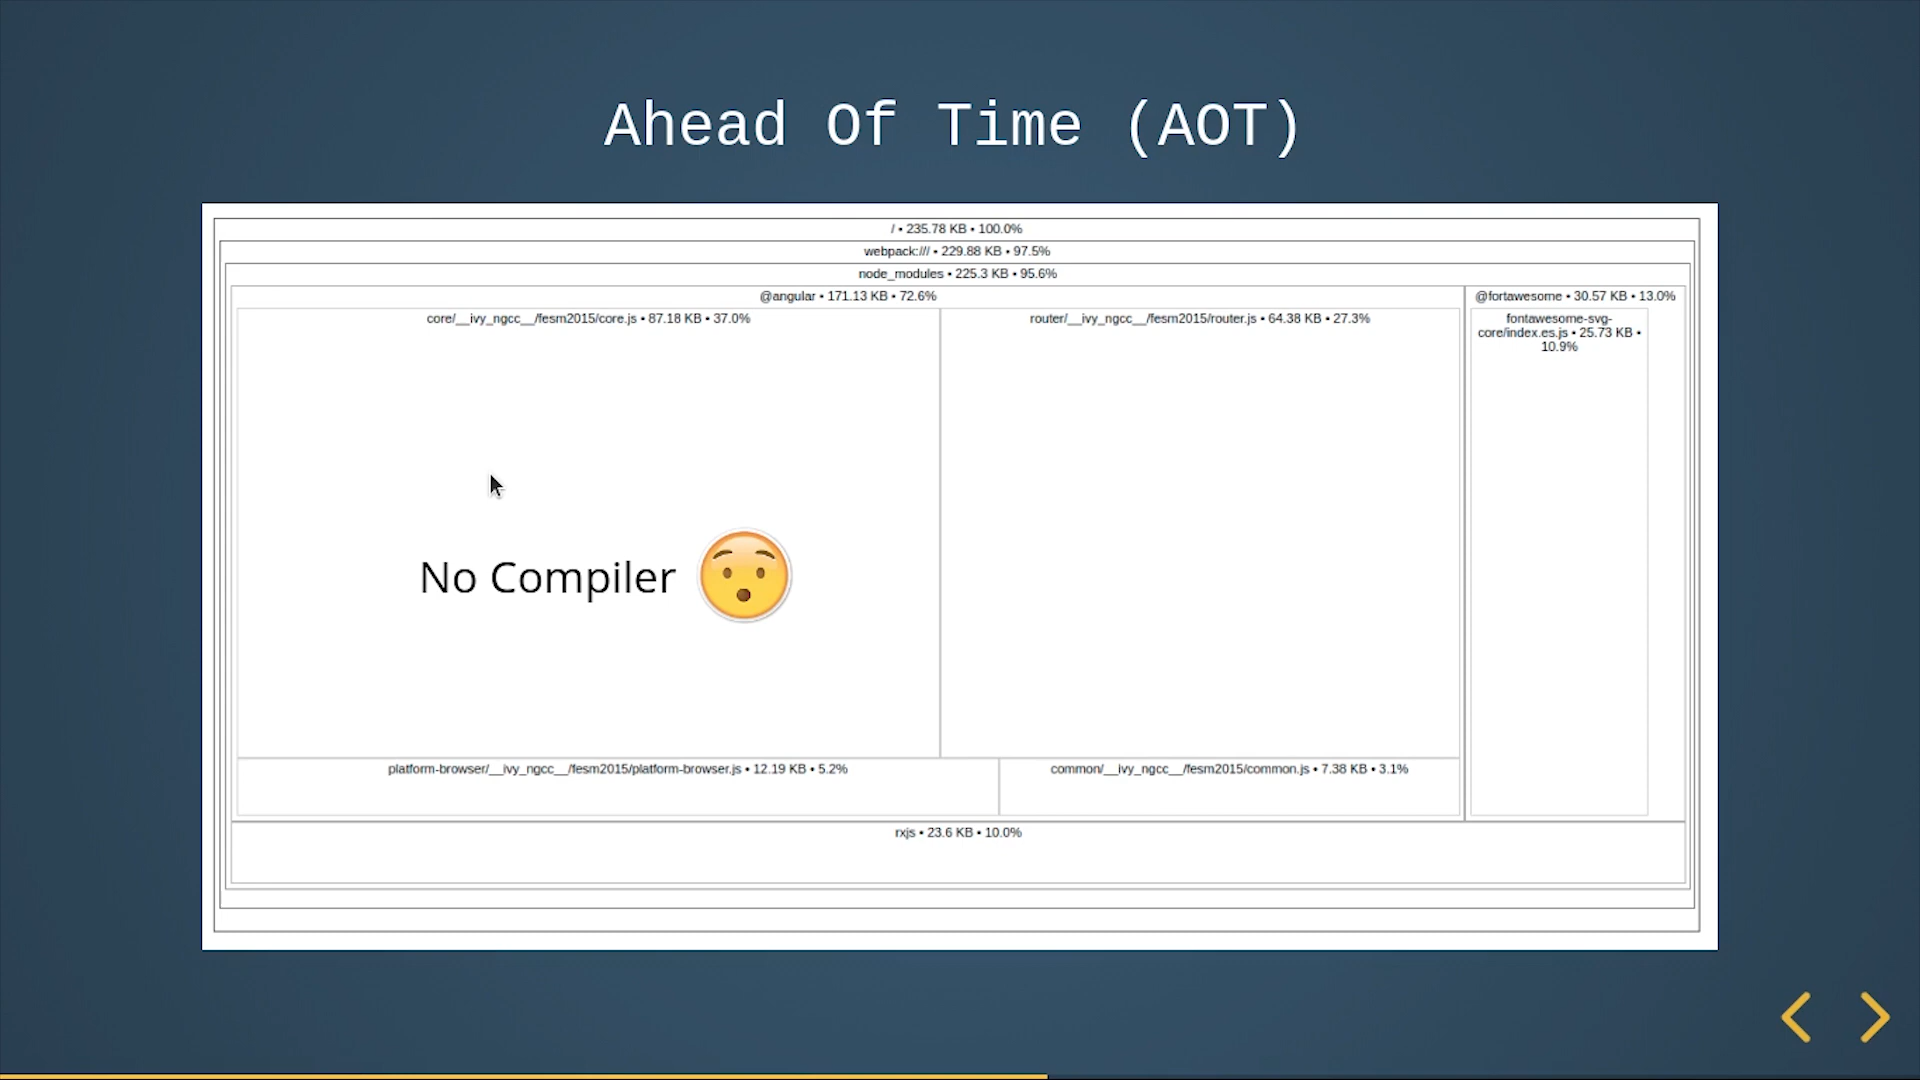 Ahead Of Time (AOT)
/ • 235.78 KB • 100.0%
webpack:/// • 229.88 KB • 97.5%
node_modules • 225.3 KB • 95.6%
@angular • 171.13 KB • 72.6%
@fortawesome • 30.57 KB • 13.0%
core/__ivy_ngcc__/fesm2015/core.js • 87.18 KB • 37.0%
router/__ivy_ngcc__/fesm2015/router.js • 64.38 KB • 27.3%
fontawesome-svg-
core/index.es.js • 25.73 KB •
10.9%
No Compiler
platform-browser/__ivy_ngcc__/fesm2015/platform-browser.js • 12.19 KB • 5.2%
common/__ivy_ngcc__/fesm2015/common.js • 7.38 KB • 3.1%
rxjs • 23.6 KB • 10.0%